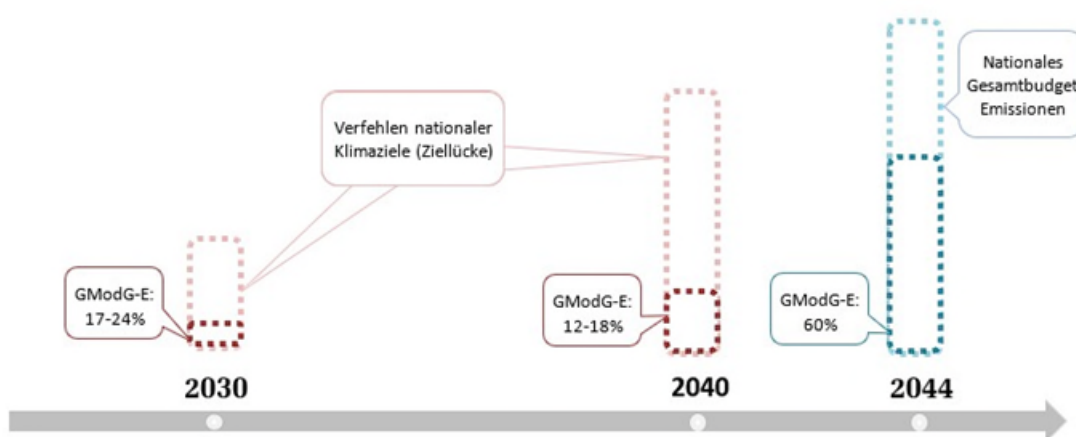 Nationales
Gesamtbudget
Emissionen
Verfehlen nationaler
Klimaziele (Ziellücke)
GModG-E:
17-24%
GModG-E:
12-18%
GModG-E:
60%
2030
2040
2044